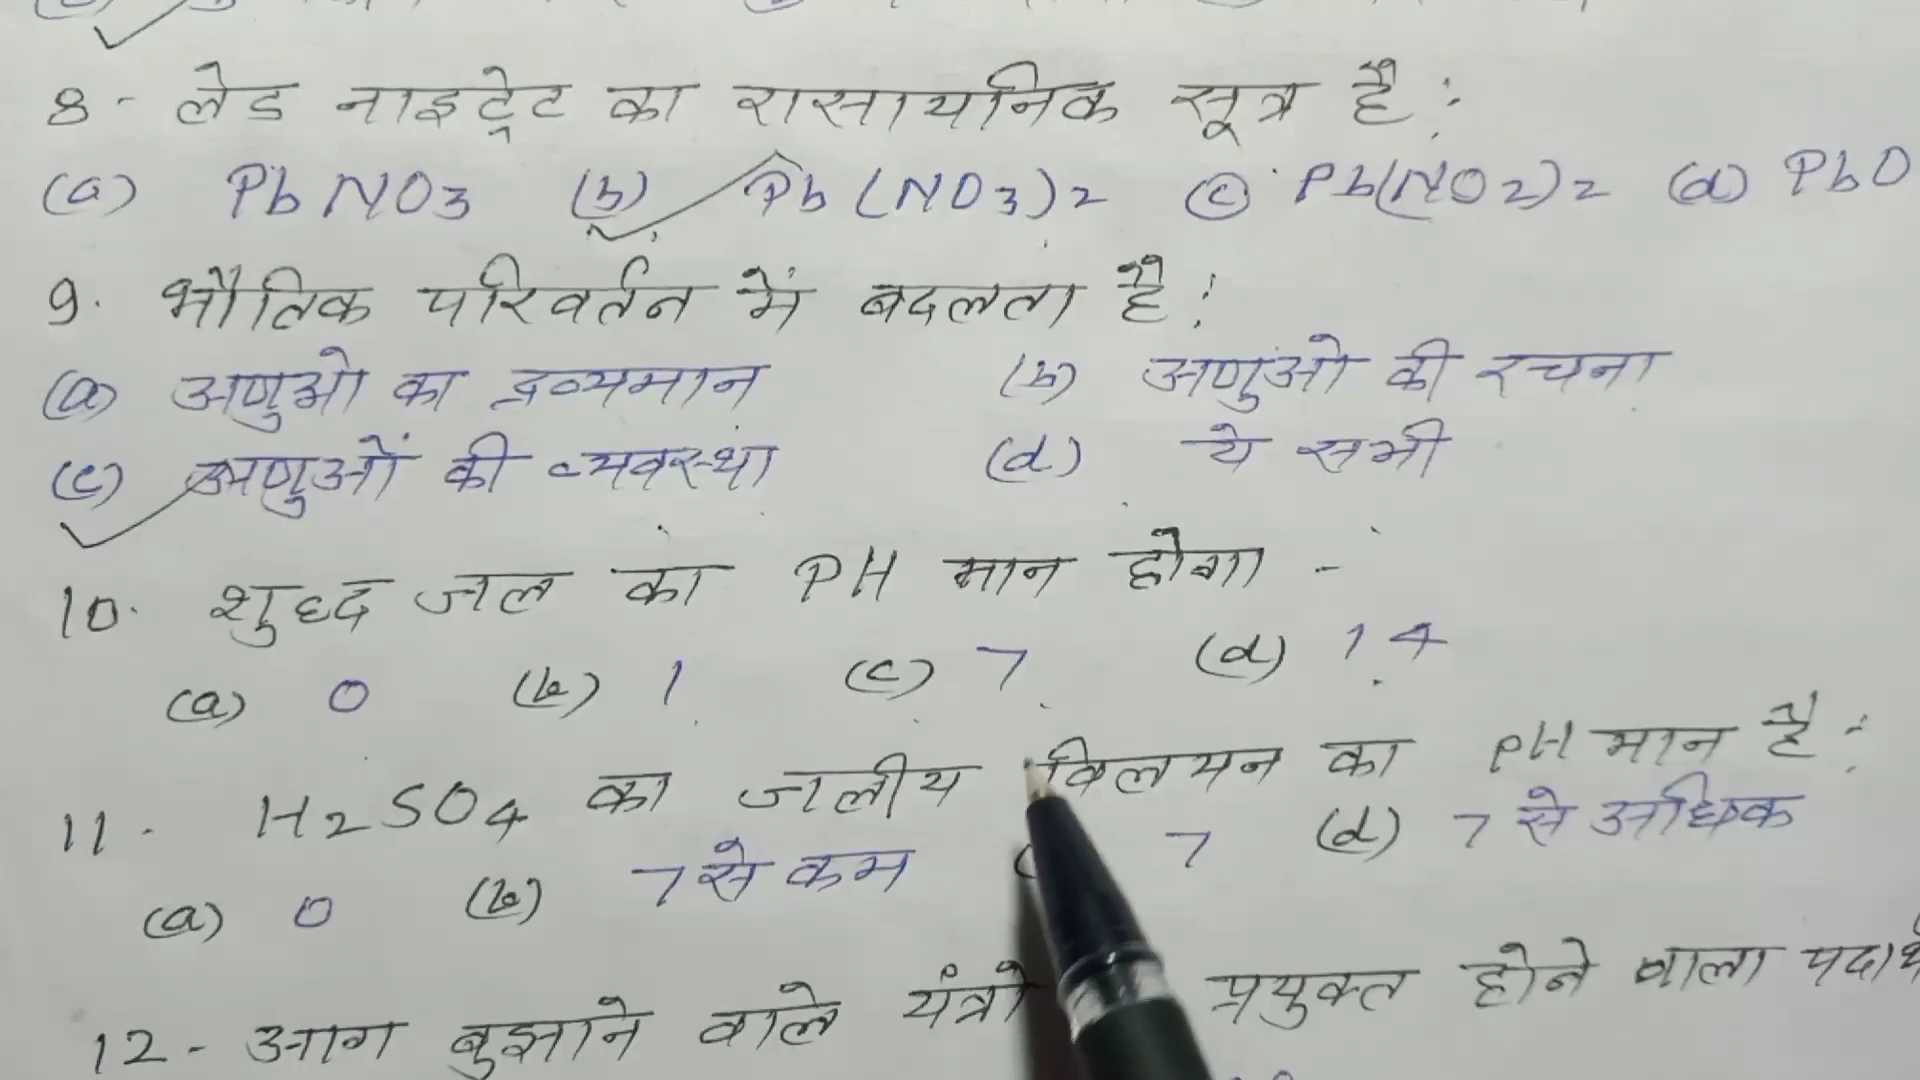 8- लेड नाइट्रेट का रासायनिक सूत्र है :
(a) PbNO3 (b) Pb(NO3)2 (c) Pb(NO2)2 (d) PbO
9. भौतिक परिवर्तन में बदलता है :
(a) अणुओ का द्रव्यमान (b) अणुओ की रचना
(c) अणुओं की व्यवस्था (d) ये सभी
10. शुध्द जल का PH मान होगा -
(a) 0 (b) 1 (c) 7 (d) 14
11. H2SO4 का जलीय विलयन का PH मान है :
(a) 0 (b) 7 से कम 7 (d) 7 से अधिक
12- आग बुझाने वाले यंत्रो प्रयुक्त होने वाला पदार्थ